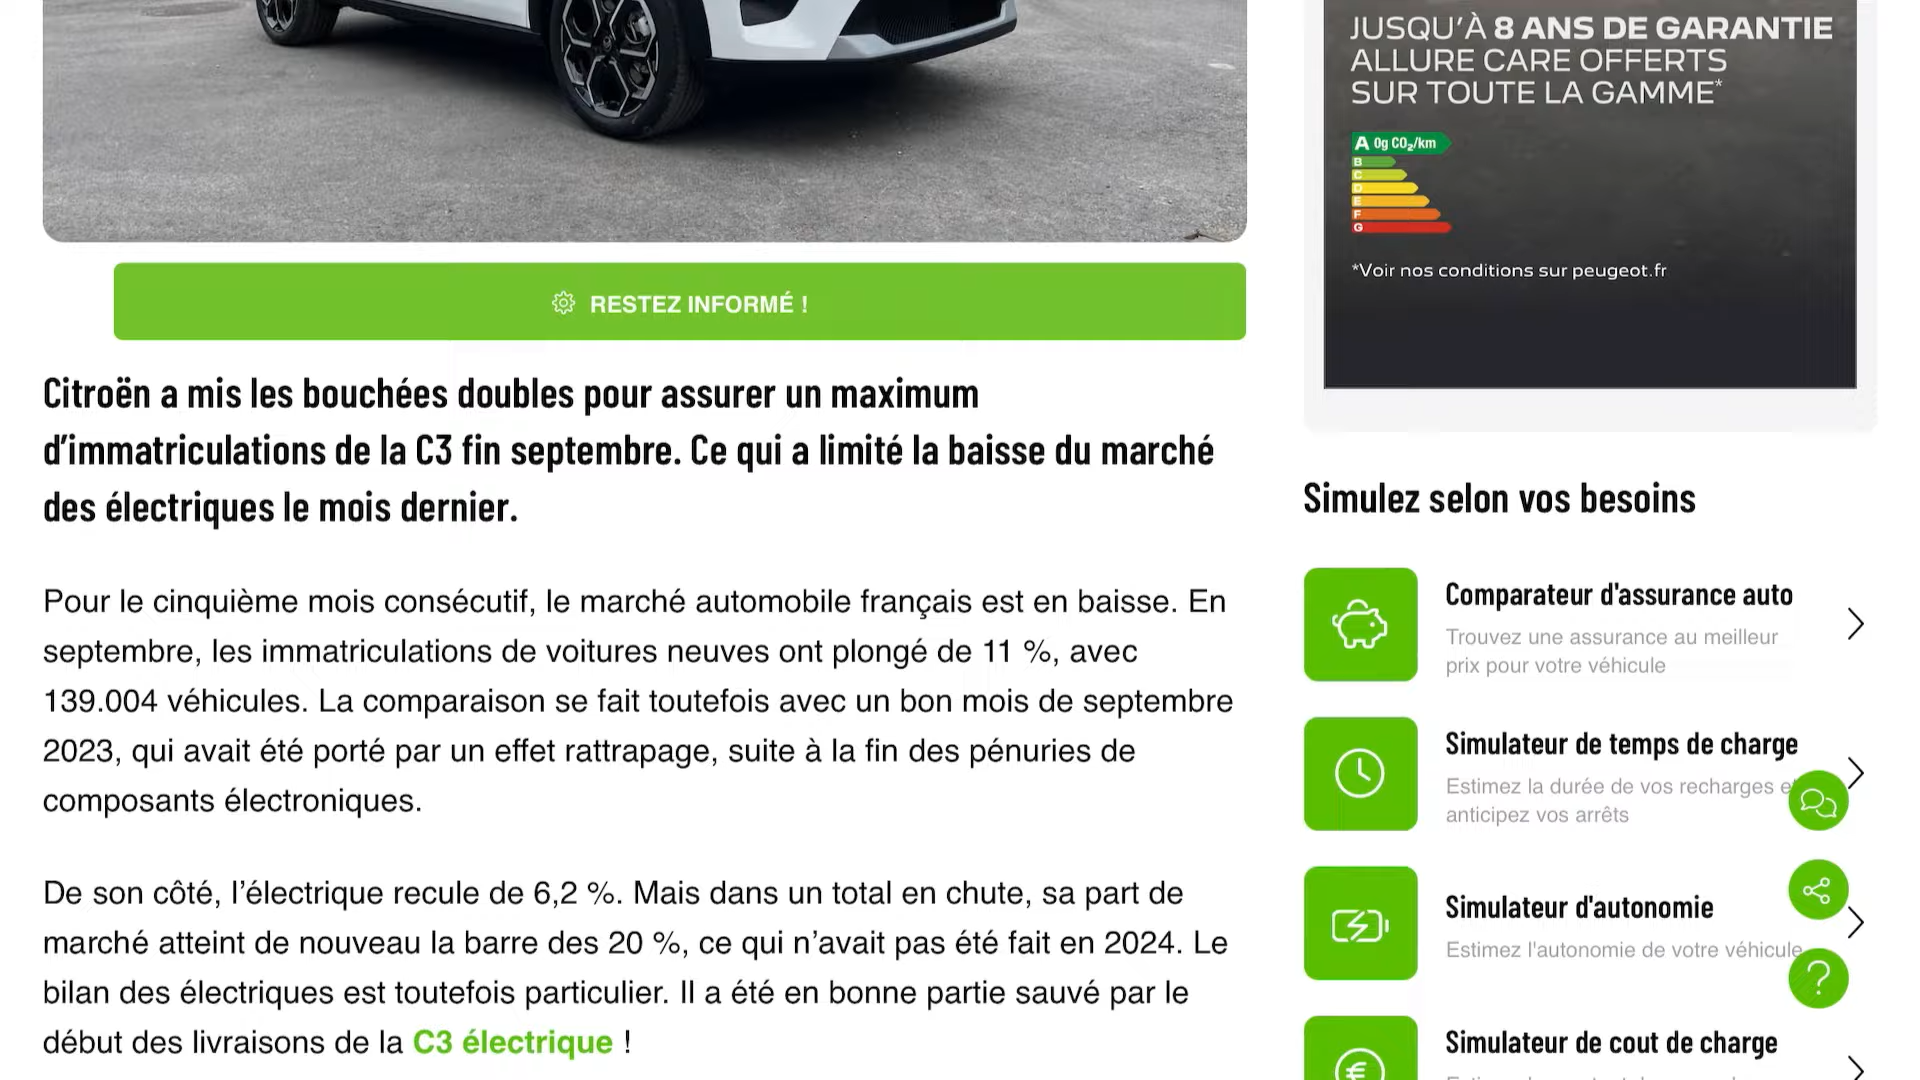 JUSQU'À 8 ANS DE GARANTIE
ALLURE CARE OFFERTS
SUR TOUTE LA GAMME*
A 0g CO2/km
B
C
D
E
F
G
*Voir nos conditions sur peugeot.fr
RESTEZ INFORMÉ !
Citroën a mis les bouchées doubles pour assurer un maximum
d’immatriculations de la C3 fin septembre. Ce qui a limité la baisse du marché
des électriques le mois dernier.
Pour le cinquième mois consécutif, le marché automobile français est en baisse. En
septembre, les immatriculations de voitures neuves ont plongé de 11 %, avec
139.004 véhicules. La comparaison se fait toutefois avec un bon mois de septembre
2023, qui avait été porté par un effet rattrapage, suite à la fin des pénuries de
composants électroniques.
De son côté, l’électrique recule de 6,2 %. Mais dans un total en chute, sa part de
marché atteint de nouveau la barre des 20 %, ce qui n’avait pas été fait en 2024. Le
bilan des électriques est toutefois particulier. Il a été en bonne partie sauvé par le
début des livraisons de la C3 électrique !
Simulez selon vos besoins
Comparateur d'assurance auto
Trouvez une assurance au meilleur
prix pour votre véhicule
Simulateur de temps de charge
Estimez la durée de vos recharges
anticipez vos arrêts
Simulateur d'autonomie
Estimez l'autonomie de votre véhicule
Simulateur de cout de charge